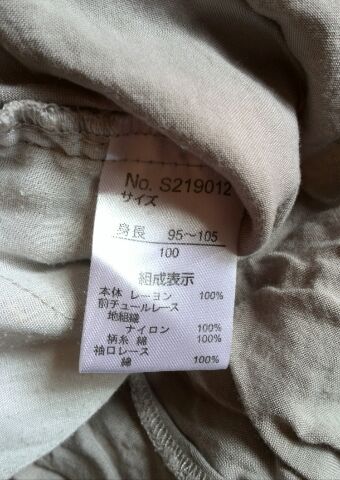 No. S219012
サイズ
身長 95〜105
100
組成表示
本体 レーヨン 100%
前チュールレース
地組織
ナイロン 100%
柄糸 綿 100%
袖口レース
綿 100%